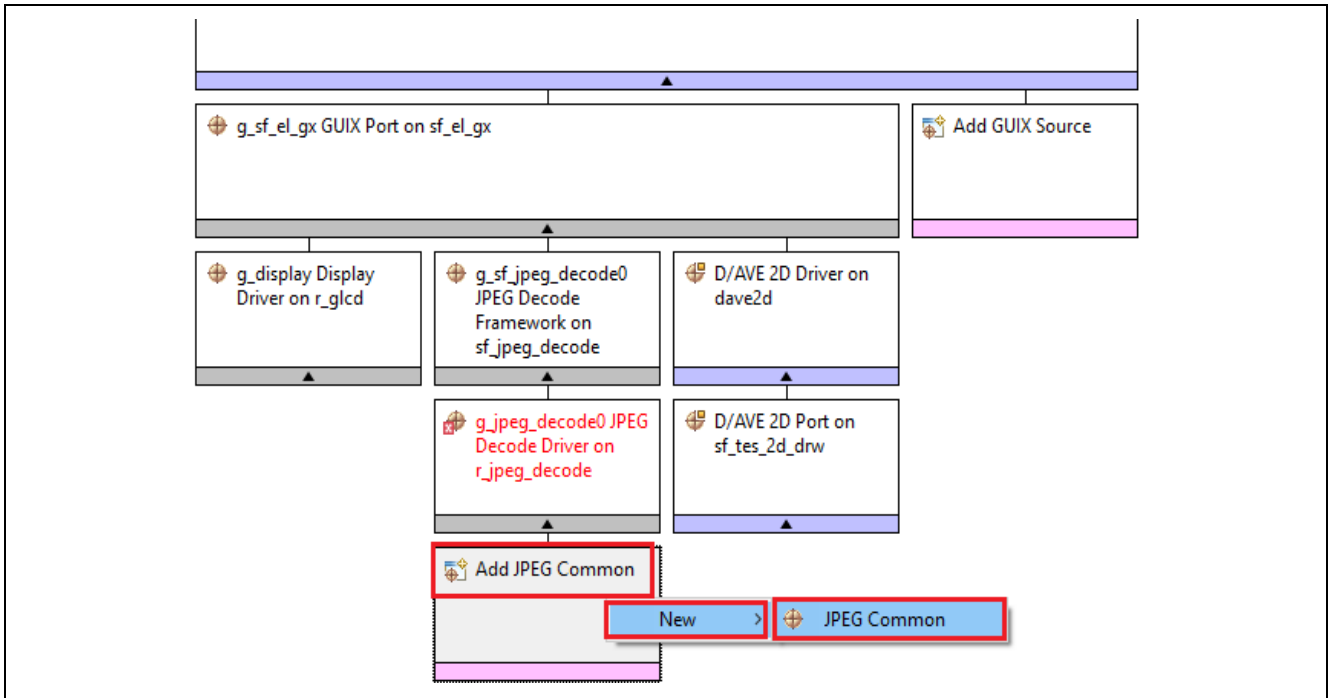 g_sf_el_gx GUIX Port on sf_el_gx
Add GUIX Source
g_display Display
Driver on r_glcd
g_sf_jpeg_decode0
JPEG Decode
Framework on
sf_jpeg_decode
D/AVE 2D Driver on
dave2d
g_jpeg_decode0 JPEG
Decode Driver on
r_jpeg_decode
D/AVE 2D Port on
sf_tes_2d_drw
Add JPEG Common
New
JPEG Common